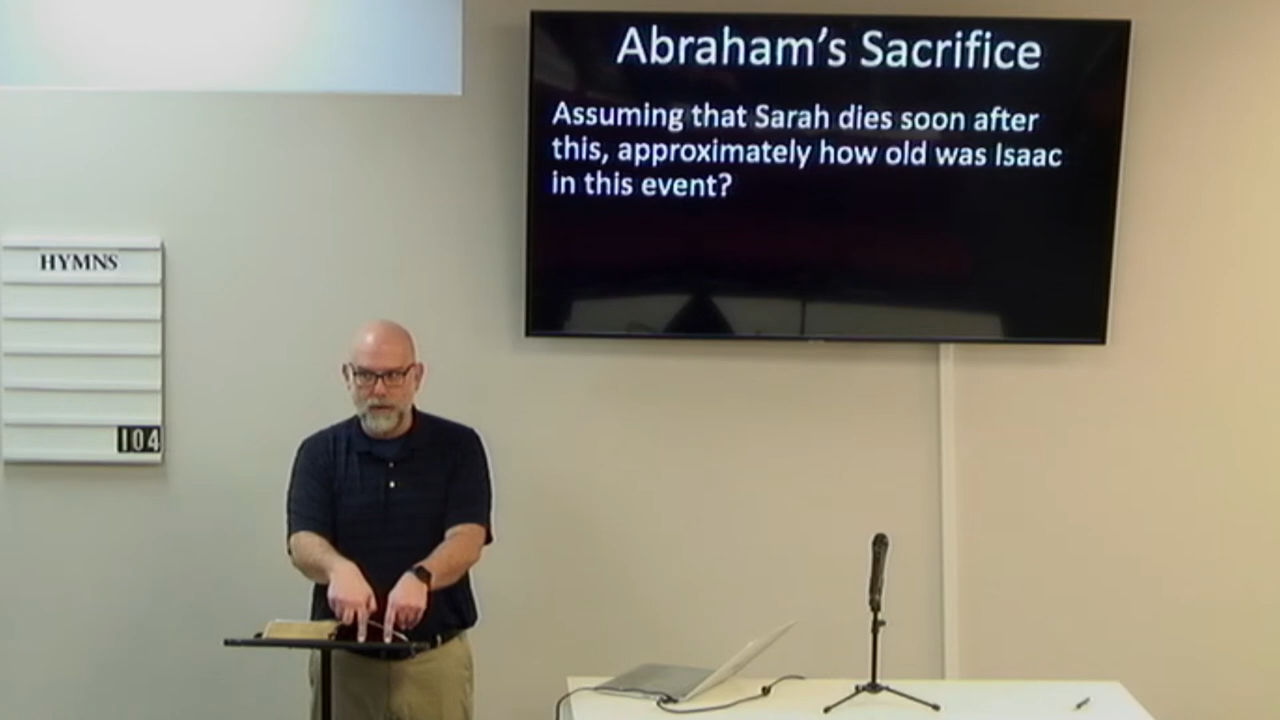 Abraham's Sacrifice
Assuming that Sarah dies soon after
this, approximately how old was Isaac
in this event?
HYMNS
104